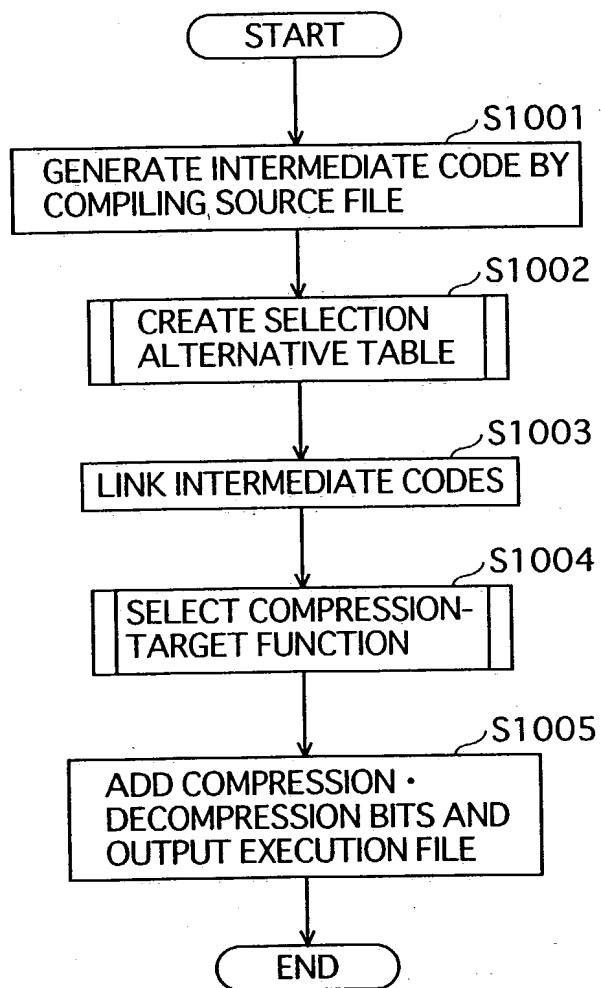 START
S1001
GENERATE INTERMEDIATE CODE BY
COMPILING SOURCE FILE
S1002
CREATE SELECTION
ALTERNATIVE TABLE
S1003
LINK INTERMEDIATE CODES
S1004
SELECT COMPRESSION-
TARGET FUNCTION
S1005
ADD COMPRESSION・
DECOMPRESSION BITS AND
OUTPUT EXECUTION FILE
END